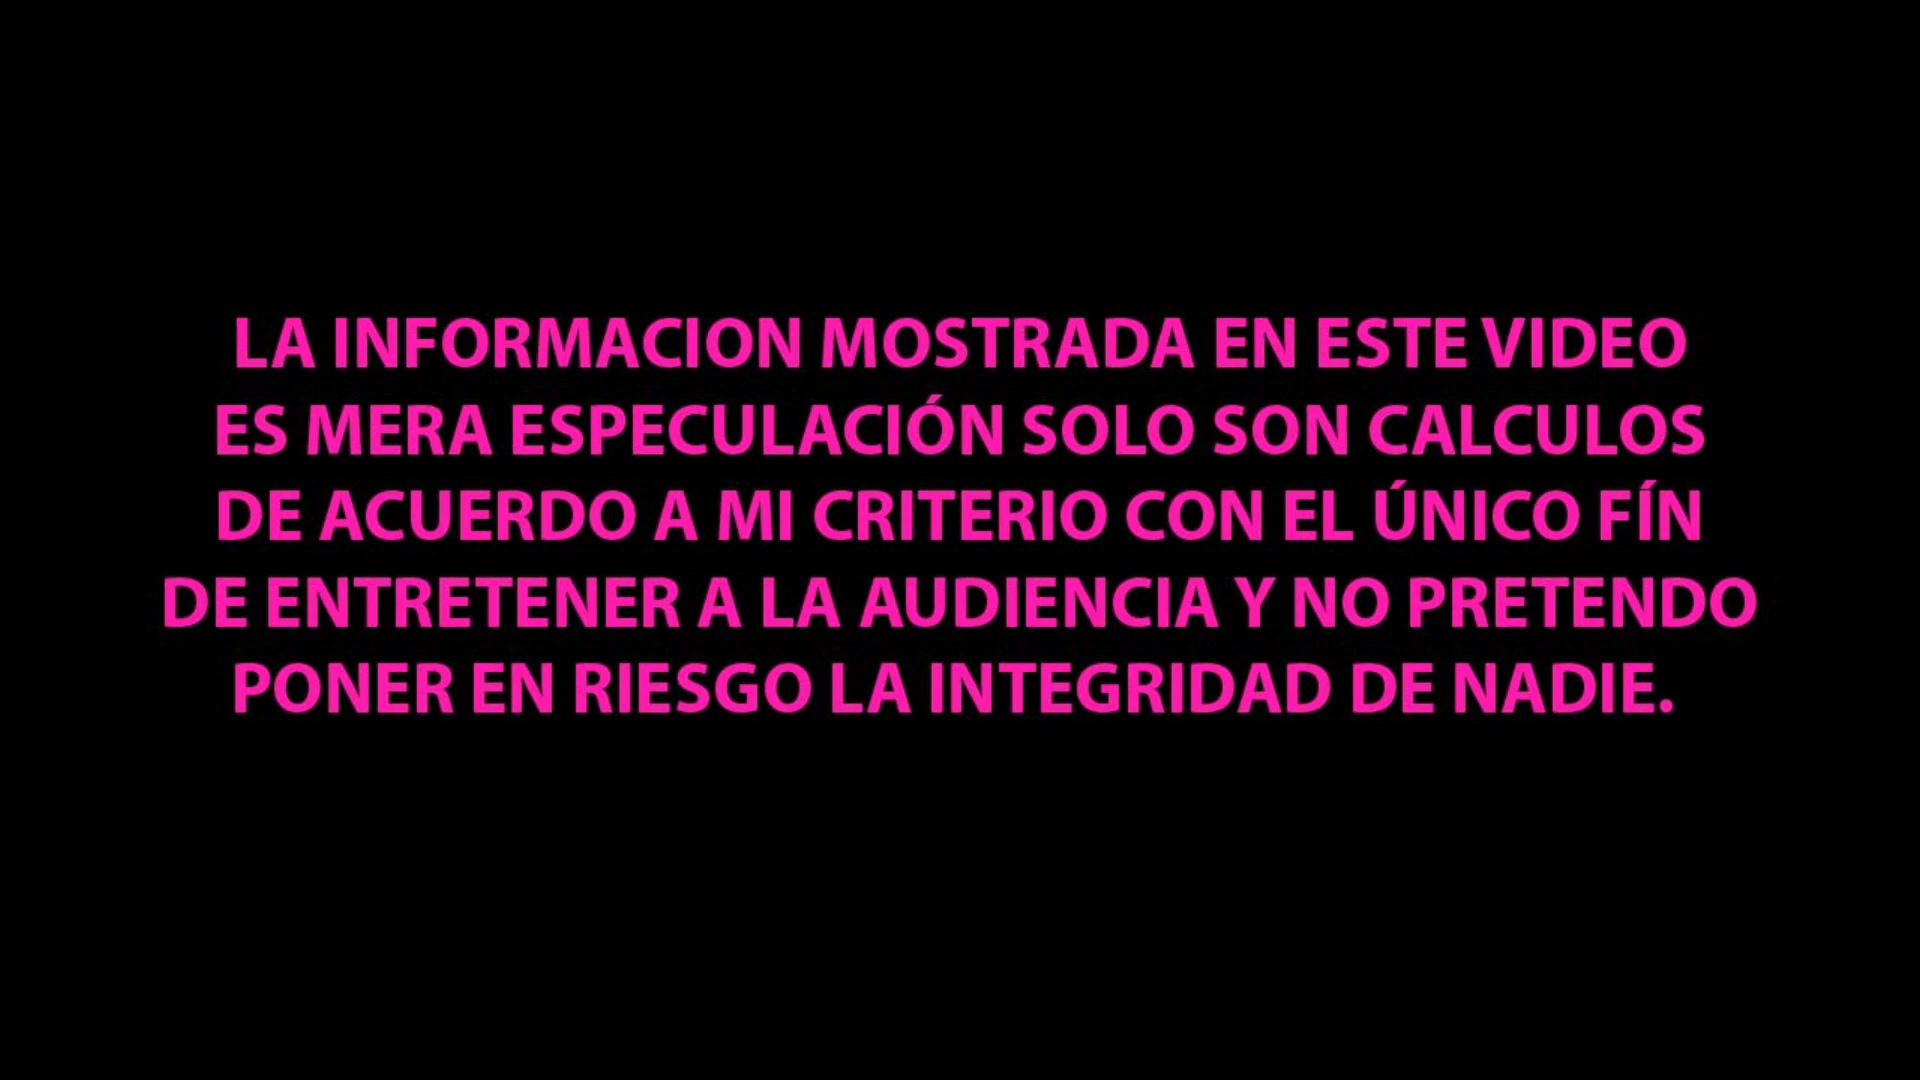 LA INFORMACION MOSTRADA EN ESTE VIDEO
ES MERA ESPECULACIÓN SOLO SON CALCULOS
DE ACUERDO A MI CRITERIO CON EL ÚNICO FÍN
DE ENTRETENER A LA AUDIENCIA Y NO PRETENDO
PONER EN RIESGO LA INTEGRIDAD DE NADIE.